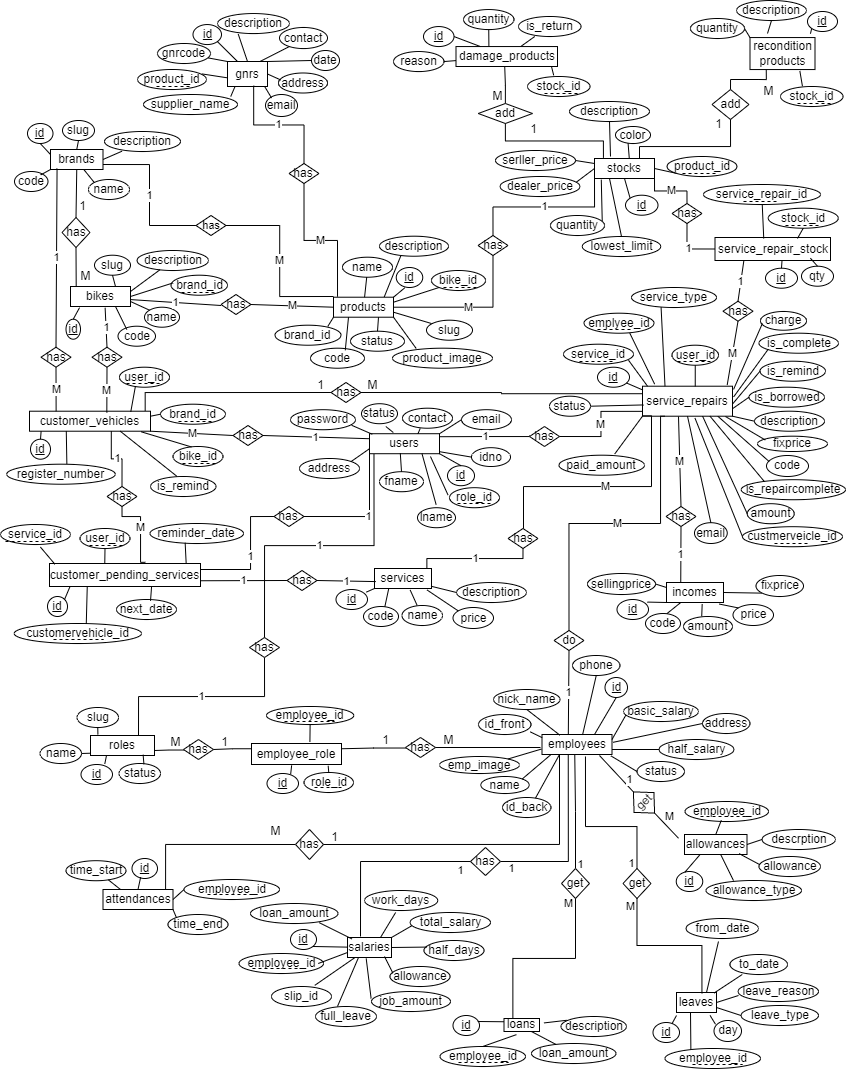 description
id
contact
gnrcode
date
gnrs
product_id
address
supplier_name
email
1
quantity
is_return
id
reason
damage_products
stock_id
M
add
1
description
quantity
id
recondition
products
stock_id
M
add
1
id
slug
description
brands
code
name
1
1
1
has
has
has
M
M
M
description
color
serller_price
stocks
product_id
dealer_price
id
quantity
lowest_limit
M
has
1
1
has
M
service_repair_id
stock_id
service_repair_stock
id
qty
1
has
M
slug
description
brand_id
bikes
name
id
code
1
has
M
1
has
M
has
M
description
name
id
bike_id
products
slug
brand_id
status
code
product_image
service_type
emplyee_id
charge
is_complete
service_id
user_id
is_remind
id
is_borrowed
service_repairs
status
description
fixprice
code
paid_amount
is_repaircomplete
amount
email
custmerveicle_id
user_id
1
has
M
customer_vehicles
brand_id
id
bike_id
register_number
is_remind
M
has
1
1
has
M
status
password
contact
email
users
idno
address
id
fname
role_id
lname
1
has
M
M
has
1
M
has
1
M
do
1
service_id
user_id
reminder_date
customer_pending_services
id
next_date
customervehicle_id
has
1
1
1
has
1
1
has
1
services
id
description
code
name
price
sellingprice
fixprice
incomes
id
price
code
amount
slug
roles
name
id
status
M
has
1
employee_id
employee_role
id
role_id
1
has
M
phone
nick_name
id
basic_salary
id_front
address
employees
half_salary
emp_image
status
name
id_back
1
get
M
employee_id
descrption
allowances
allowance
id
allowance_type
M
has
1
1
has
1
1
get
M
1
get
M
time_start
id
employee_id
attendances
time_end
work_days
loan_amount
total_salary
id
salaries
half_days
employee_id
allowance
slip_id
job_amount
full_leave
id
loans
description
employee_id
loan_amount
from_date
to_date
leave_reason
leaves
leave_type
id
day
employee_id